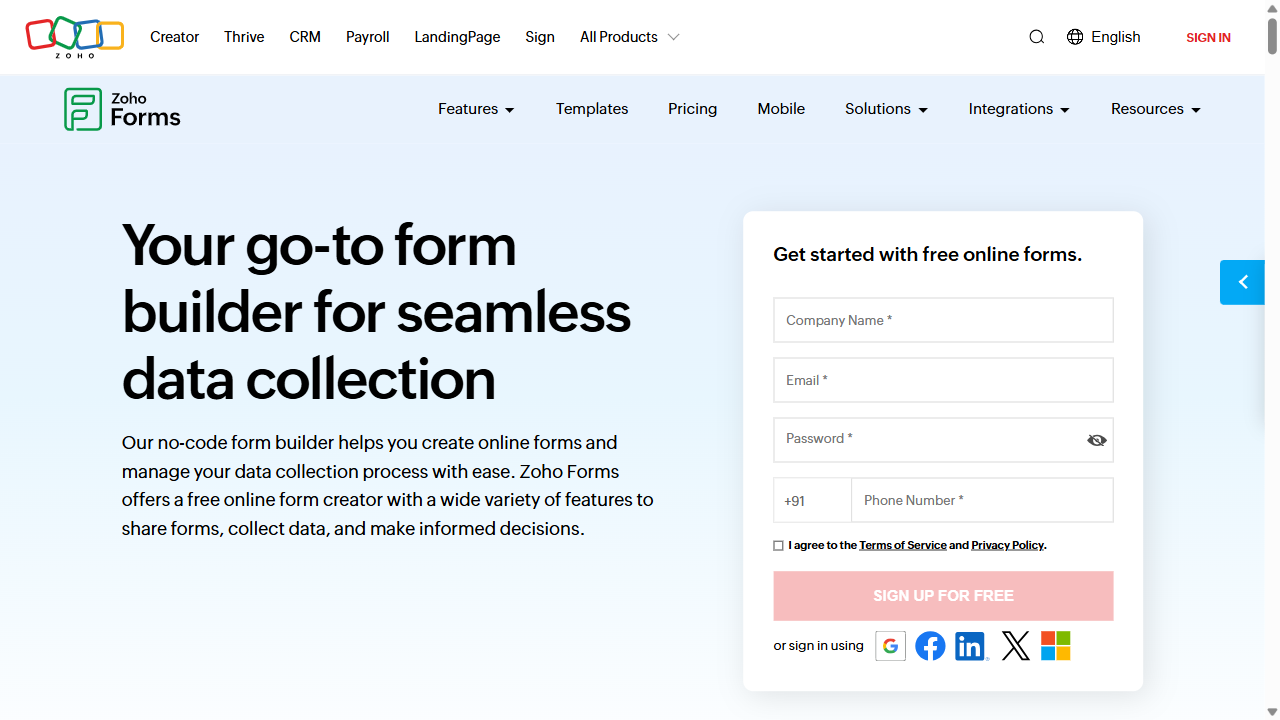 ZOHO
Creator
Thrive
CRM
Payroll
LandingPage
Sign
All Products
English
SIGN IN
Zoho
Forms
Features
Templates
Pricing
Mobile
Solutions
Integrations
Resources
Your go-to form
builder for seamless
data collection
Our no-code form builder helps you create online forms and
manage your data collection process with ease. Zoho Forms
offers a free online form creator with a wide variety of features to
share forms, collect data, and make informed decisions.
Get started with free online forms.
Company Name *
Email *
Password *
+91
Phone Number *
I agree to the Terms of Service and Privacy Policy.
SIGN UP FOR FREE
or sign in using